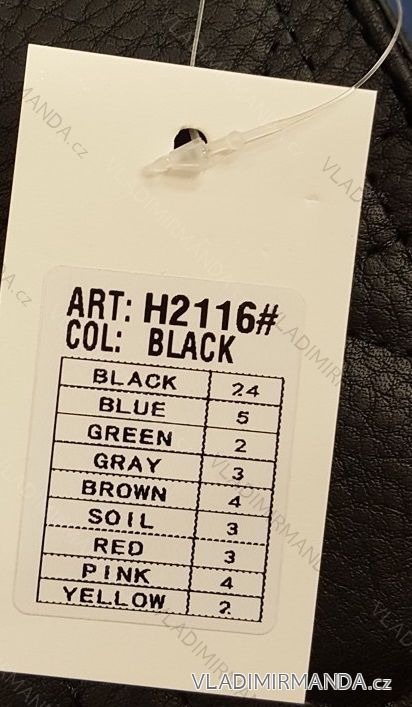 ART: H2116#
COL: BLACK
BLACK 24
BLUE 5
GREEN 2
GRAY 3
BROWN 4
SOIL 3
RED 3
PINK 4
YELLOW 2
VLADIMIRMANDA.cz